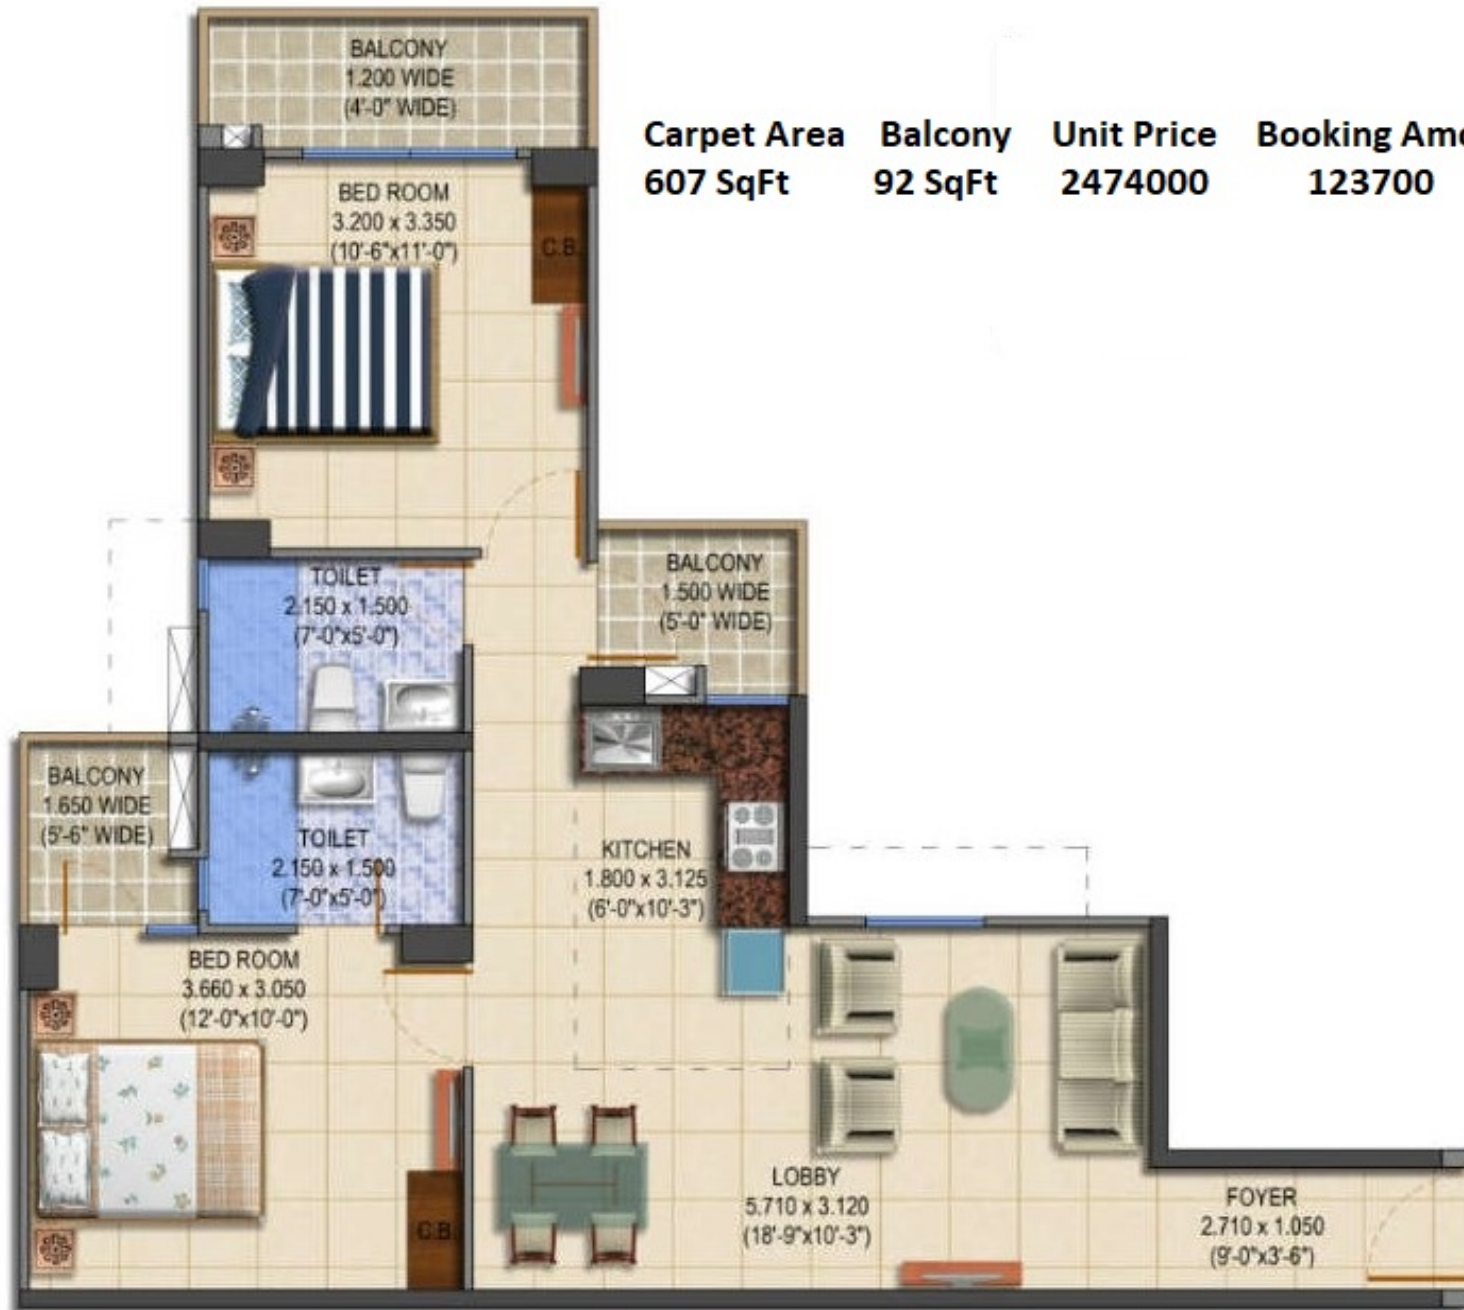 BALCONY
1.200 WIDE
(4'-0" WIDE)
Carpet Area Balcony Unit Price Booking
607 SqFt 92 SqFt 2474000 123700
BED ROOM
3.200 x 3.350
(10'-6"x11'-0")
C.B.
TOILET
2.150 x 1.500
(7'-0"x5'-0")
BALCONY
1.500 WIDE
(5'-0" WIDE)
BALCONY
1.650 WIDE
(5'-6" WIDE)
TOILET
2.150 x 1.500
(7'-0"x5'-0")
KITCHEN
1.800 x 3.125
(6'-0"x10'-3")
BED ROOM
3.660 x 3.050
(12'-0"x10'-0")
C.B.
LOBBY
5.710 x 3.120
(18'-9"x10'-3")
FOYER
2.710 x 1.050
(9'-0"x3'-6")